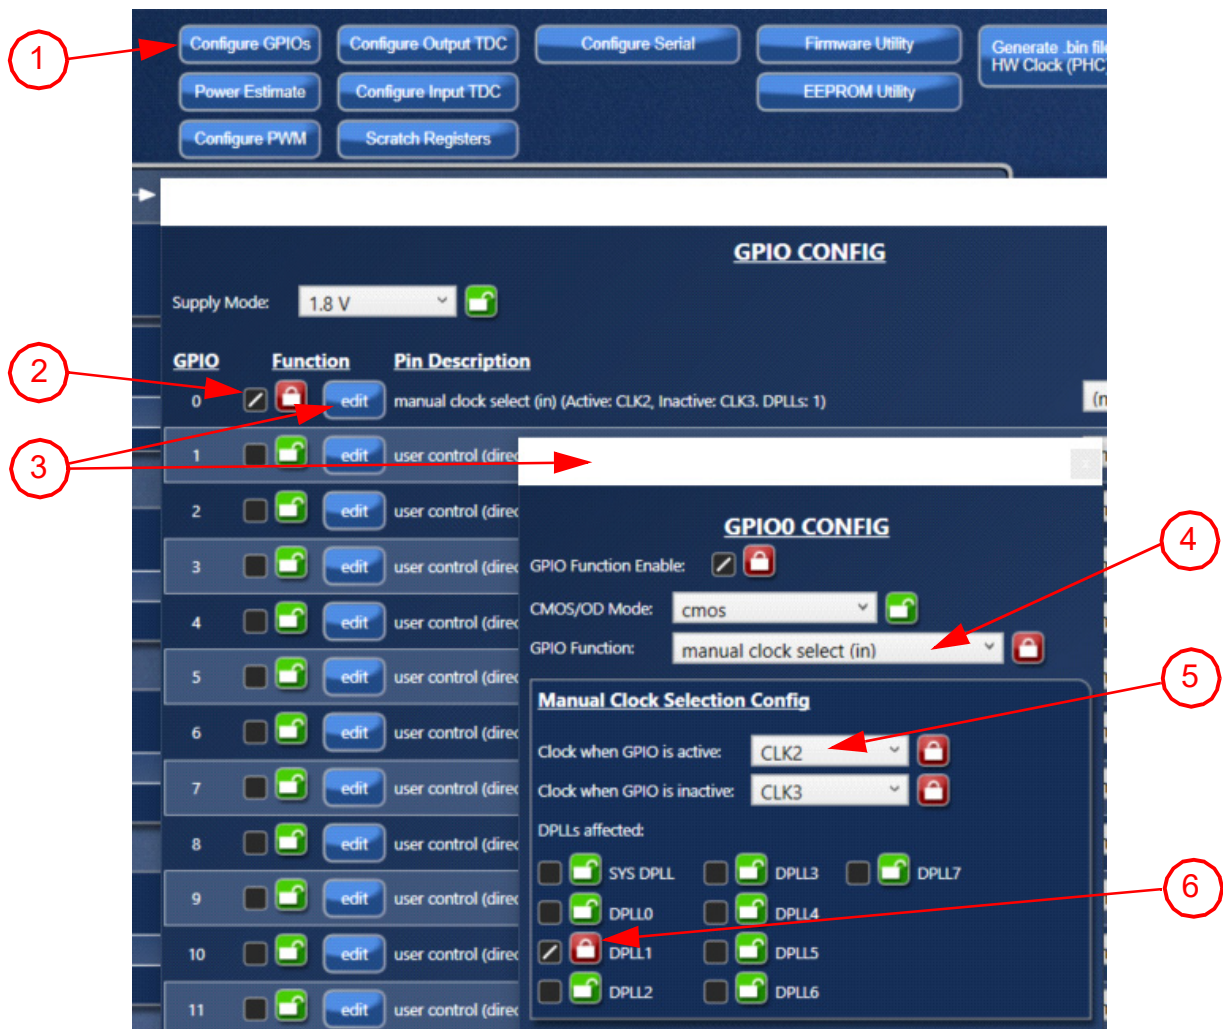 1
Configure GPIOs Configure Output TDC Configure Serial Firmware Utility Generate .bin file
HW Clock (PHC)
Power Estimate Configure Input TDC EEPROM Utility
Configure PWM Scratch Registers
GPIO CONFIG
Supply Mode: 1.8 V
2
GPIO Function Pin Description
0 edit manual clock select (in) (Active: CLK2, Inactive: CLK3. DPLLs: 1)
3
1 edit user control (direc
x
2 edit user control (direc
GPIO0 CONFIG
4
3 edit user control (direc
GPIO Function Enable:
4 edit user control (direc
CMOS/OD Mode: cmos
GPIO Function: manual clock select (in)
5
5 edit user control (direc
Manual Clock Selection Config
6 edit user control (direc
Clock when GPIO is active: CLK2
7 edit user control (direc
Clock when GPIO is inactive: CLK3
8 edit user control (direc
DPLLs affected:
SYS DPLL DPLL3 DPLL7
6
9 edit user control (direc
DPLL0 DPLL4
10 edit user control (direc
DPLL1 DPLL5
DPLL2 DPLL6
11 edit user control (direc